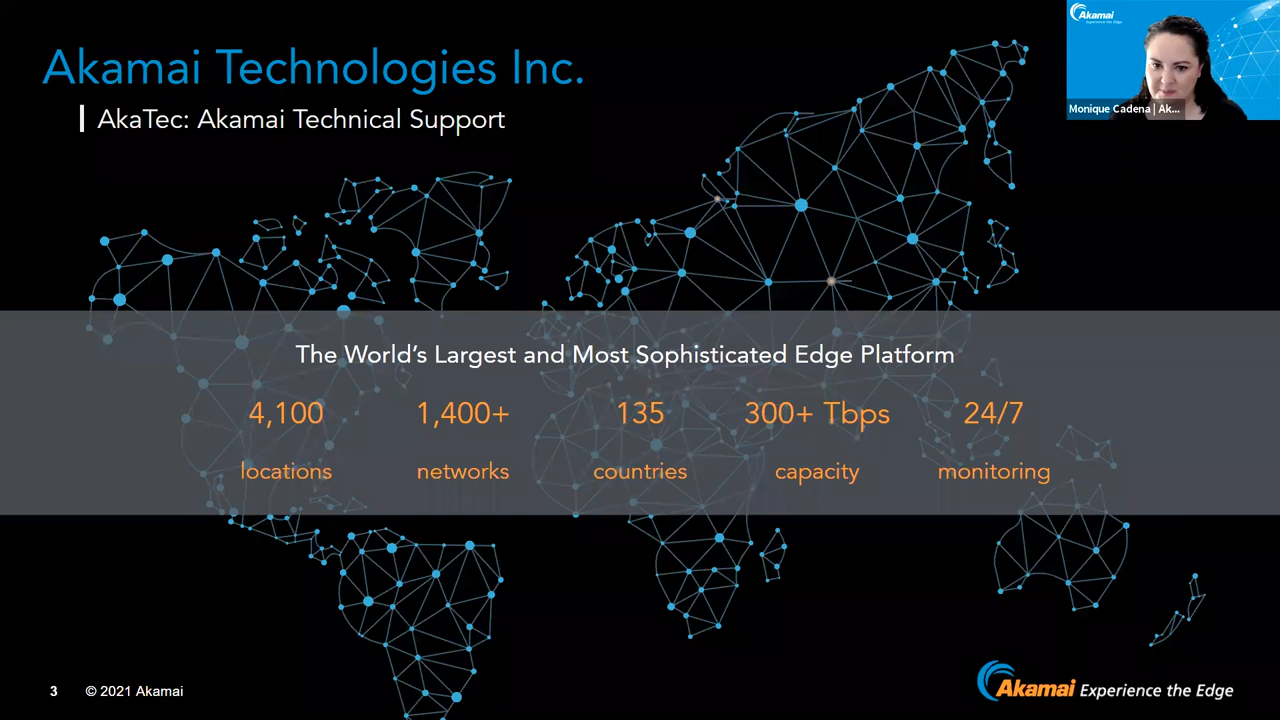 Akamai Technologies Inc.
AkaTec: Akamai Technical Support
Akamai
Experience the Edge
Monique Cadena | Ak...
The World's Largest and Most Sophisticated Edge Platform
4,100 1,400+ 135 300+ Tbps 24/7
locations networks countries capacity monitoring
3 © 2021 Akamai
Akamai Experience the Edge